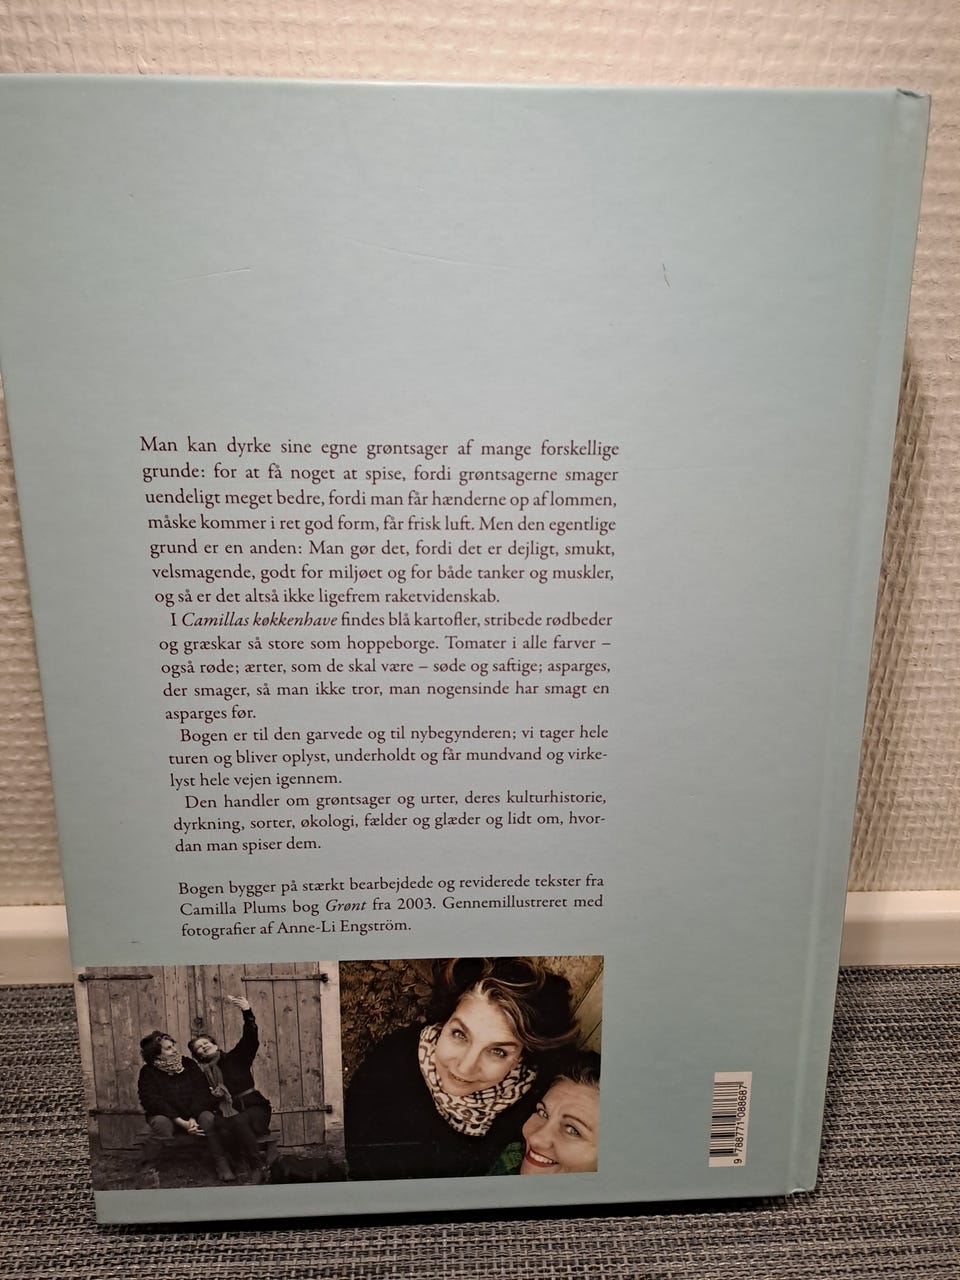 Man kan dyrke sine egne grøntsager af mange forskellige
grunde: for at få noget at spise, fordi grøntsagerne smager
uendeligt meget bedre, fordi man får hænderne op af lommen,
måske kommer i ret god form, får frisk luft. Men den egentlige
grund er en anden: Man gør det, fordi det er dejligt, smukt,
velsmagende, godt for miljøet og for både tanker og muskler,
og så er det altså ikke ligefrem raketvidenskab.
I Camillas køkkenhave findes blå kartofler, stribede rødbeder
og græskar så store som hoppeborge. Tomater i alle farver –
også røde; ærter, som de skal være – søde og saftige; asparges,
der smager, så man ikke tror, man nogensinde har smagt en
asparges før.
Bogen er til den garvede og til nybegynderen; vi tager hele
turen og bliver oplyst, underholdt og får mundvand og virke-
lyst hele vejen igennem.
Den handler om grøntsager og urter, deres kulturhistorie,
dyrkning, sorter, økologi, fælder og glæder og lidt om, hvor-
dan man spiser dem.
Bogen bygger på stærkt bearbejdede og reviderede tekster fra
Camilla Plums bog Grønt fra 2003. Gennemillustreret med
fotografier af Anne-Li Engström.
9 788771 088887